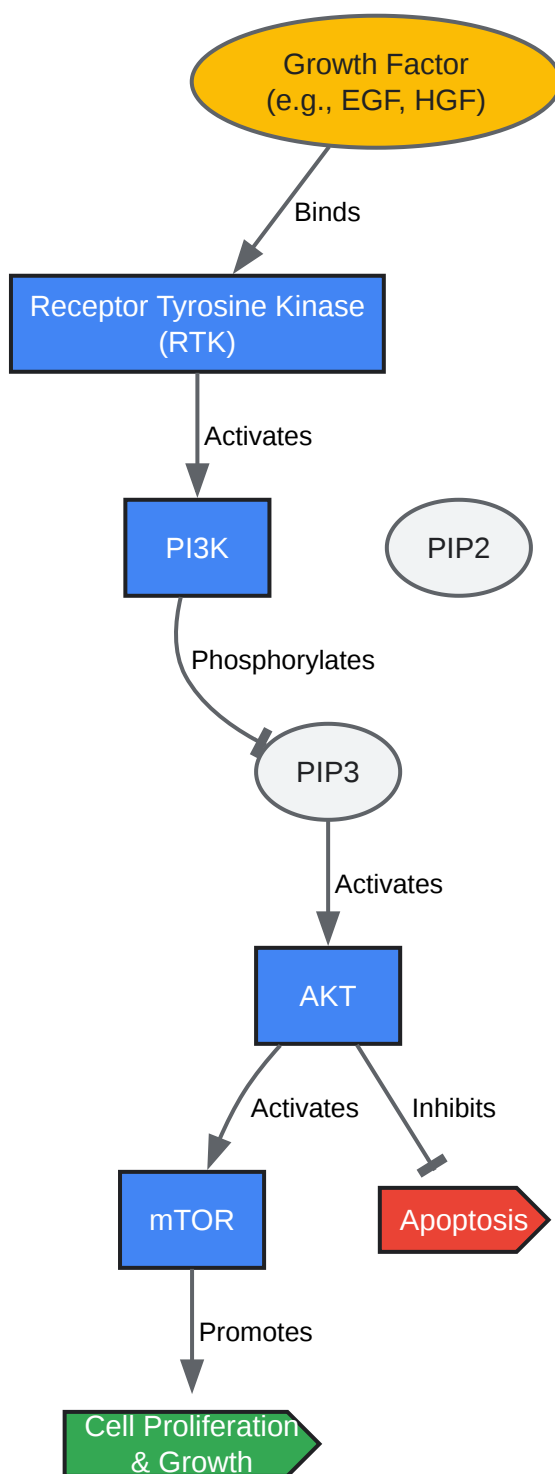 Growth Factor
(e.g., EGF, HGF)
Binds
Receptor Tyrosine Kinase
(RTK)
Activates
PI3K
PIP2
Phosphorylates
PIP3
Activates
AKT
Activates
Inhibits
mTOR
Apoptosis
Promotes
Cell Proliferation
& Growth